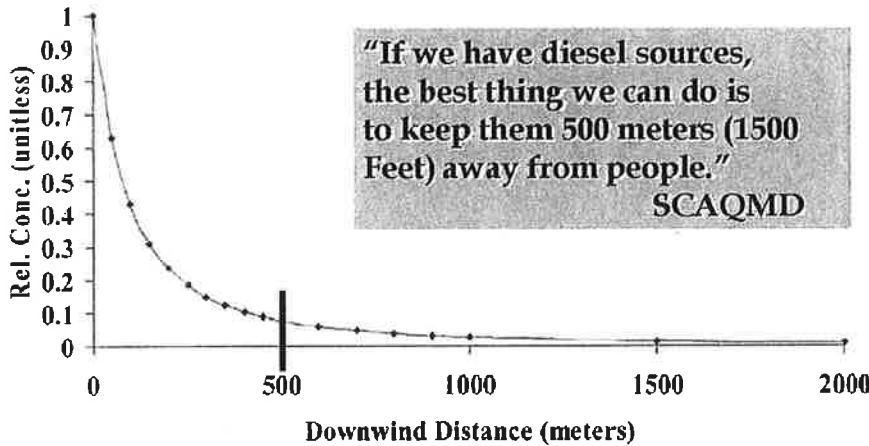 1
0.9
0.8
0.7
0.6
0.5
0.4
0.3
0.2
0.1
0
Rel. Conc. (unitless)
"If we have diesel sources,
the best thing we can do is
to keep them 500 meters (1500
Feet) away from people."
SCAQMD
0 500 1000 1500 2000
Downwind Distance (meters)